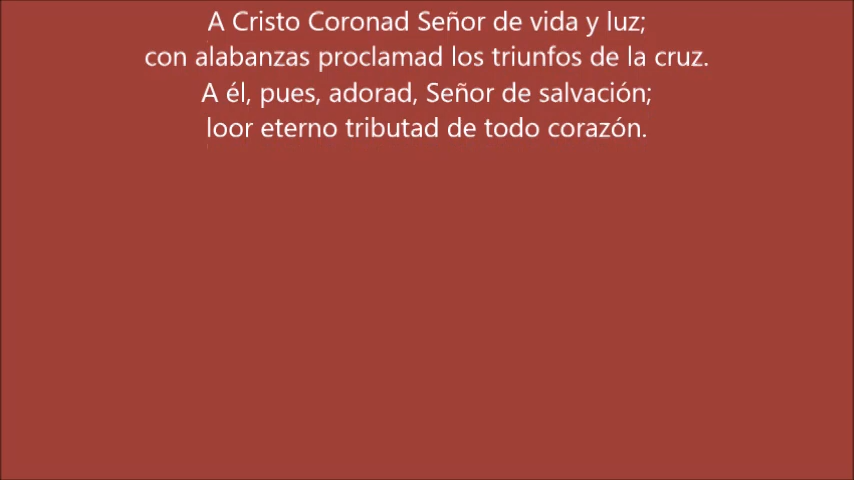 A Cristo Coronad Señor de vida y luz;
con alabanzas proclamad los triunfos de la cruz.
A él, pues, adorad, Señor de salvación;
loor eterno tributad de todo corazón.